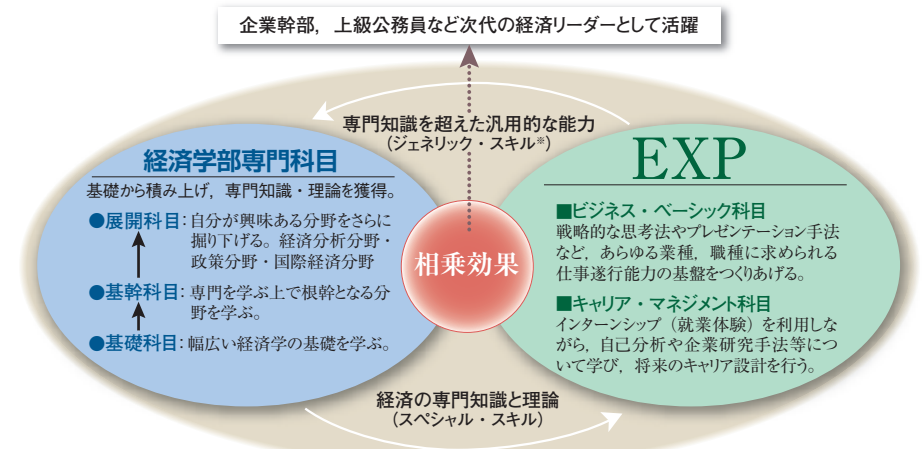 企業幹部，上級公務員など次代の経済リーダーとして活躍
専門知識を超えた汎用的な能力
（ジェネリック・スキル※）
経済学部専門科目
基礎から積み上げ，専門知識・理論を獲得。
●展開科目：自分が興味ある分野をさらに
掘り下げる。経済分析分野・
政策分野・国際経済分野
●基幹科目：専門を学ぶ上で根幹となる分
野を学ぶ。
●基礎科目：幅広い経済学の基礎を学ぶ。
相乗効果
EXP
■ビジネス・ベーシック科目
戦略的な思考法やプレゼンテーション手法
など，あらゆる業種，職種に求められる
仕事遂行能力の基盤をつくりあげる。
■キャリア・マネジメント科目
インターンシップ（就業体験）を利用しな
がら，自己分析や企業研究手法等につ
いて学び，将来のキャリア設計を行う。
経済の専門知識と理論
（スペシャル・スキル）